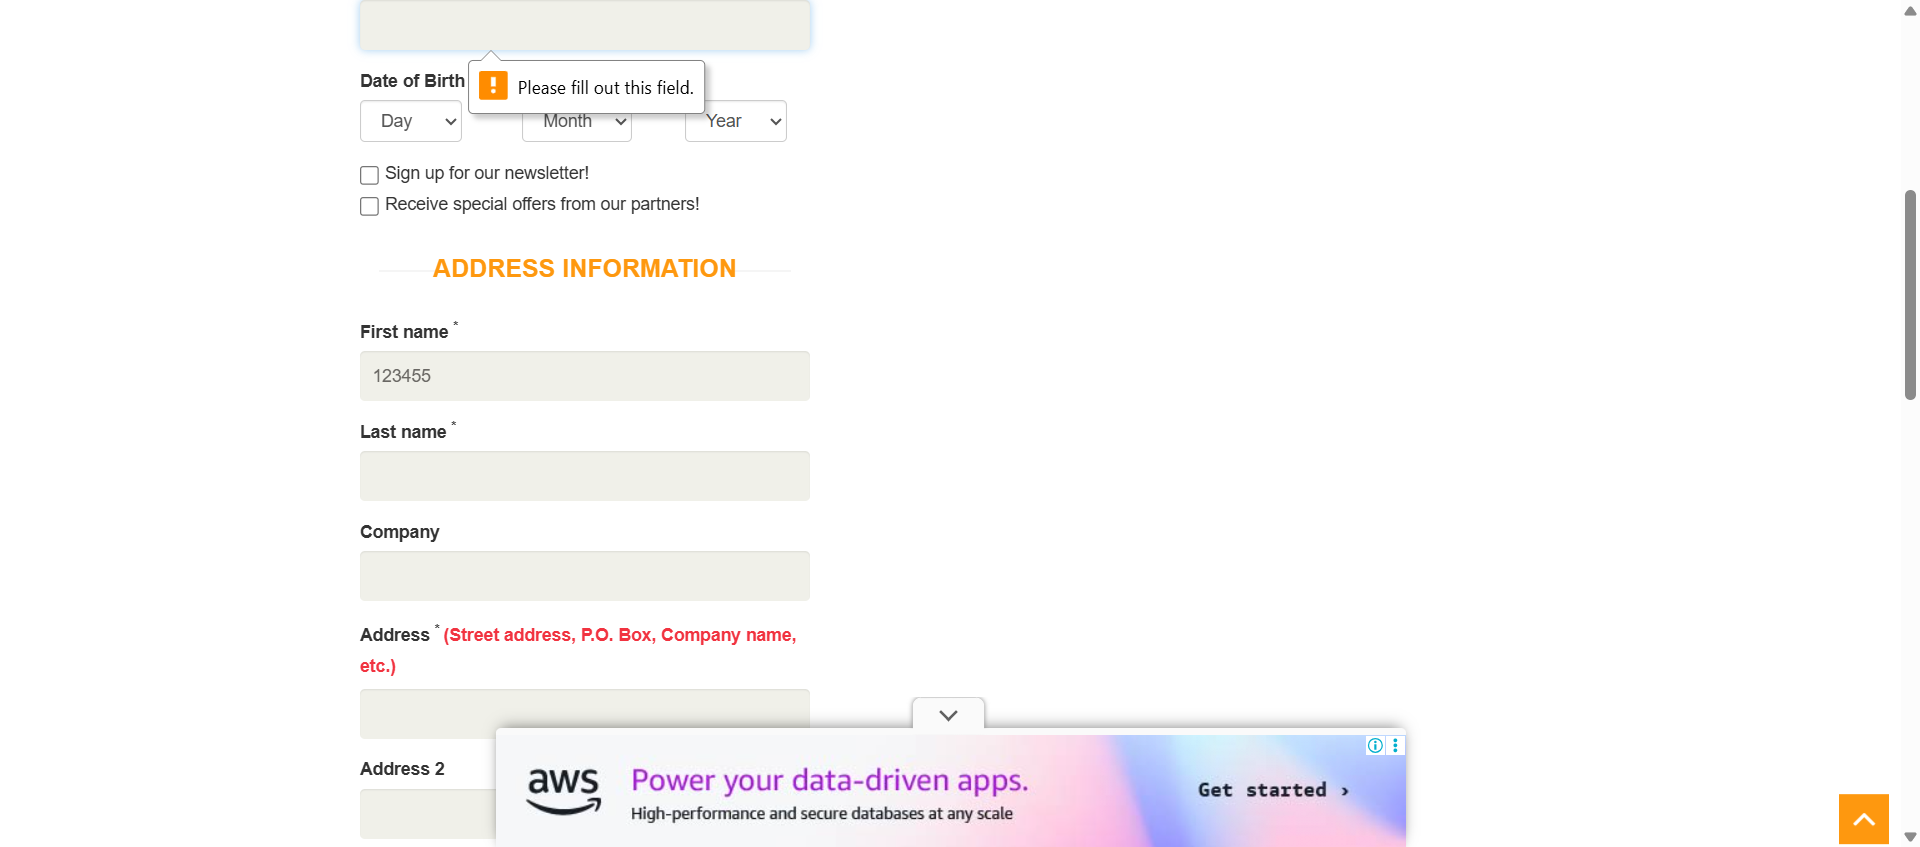 Date of Birth
Please fill out this field.
Day
Month
Year
Sign up for our newsletter!
Receive special offers from our partners!
ADDRESS INFORMATION
First name *
123455
Last name *
Company
Address * (Street address, P.O. Box, Company name,
etc.)
Address 2
aws
Power your data-driven apps.
High-performance and secure databases at any scale
Get started ›